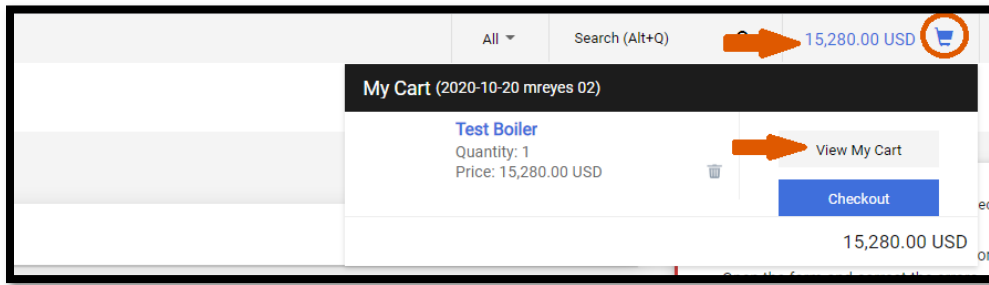 All Search (Alt+Q) 15,280.00 USD
My Cart (2020-10-20 mreyes 02)
Test Boiler
Quantity: 1
Price: 15,280.00 USD
View My Cart
Checkout
15,280.00 USD